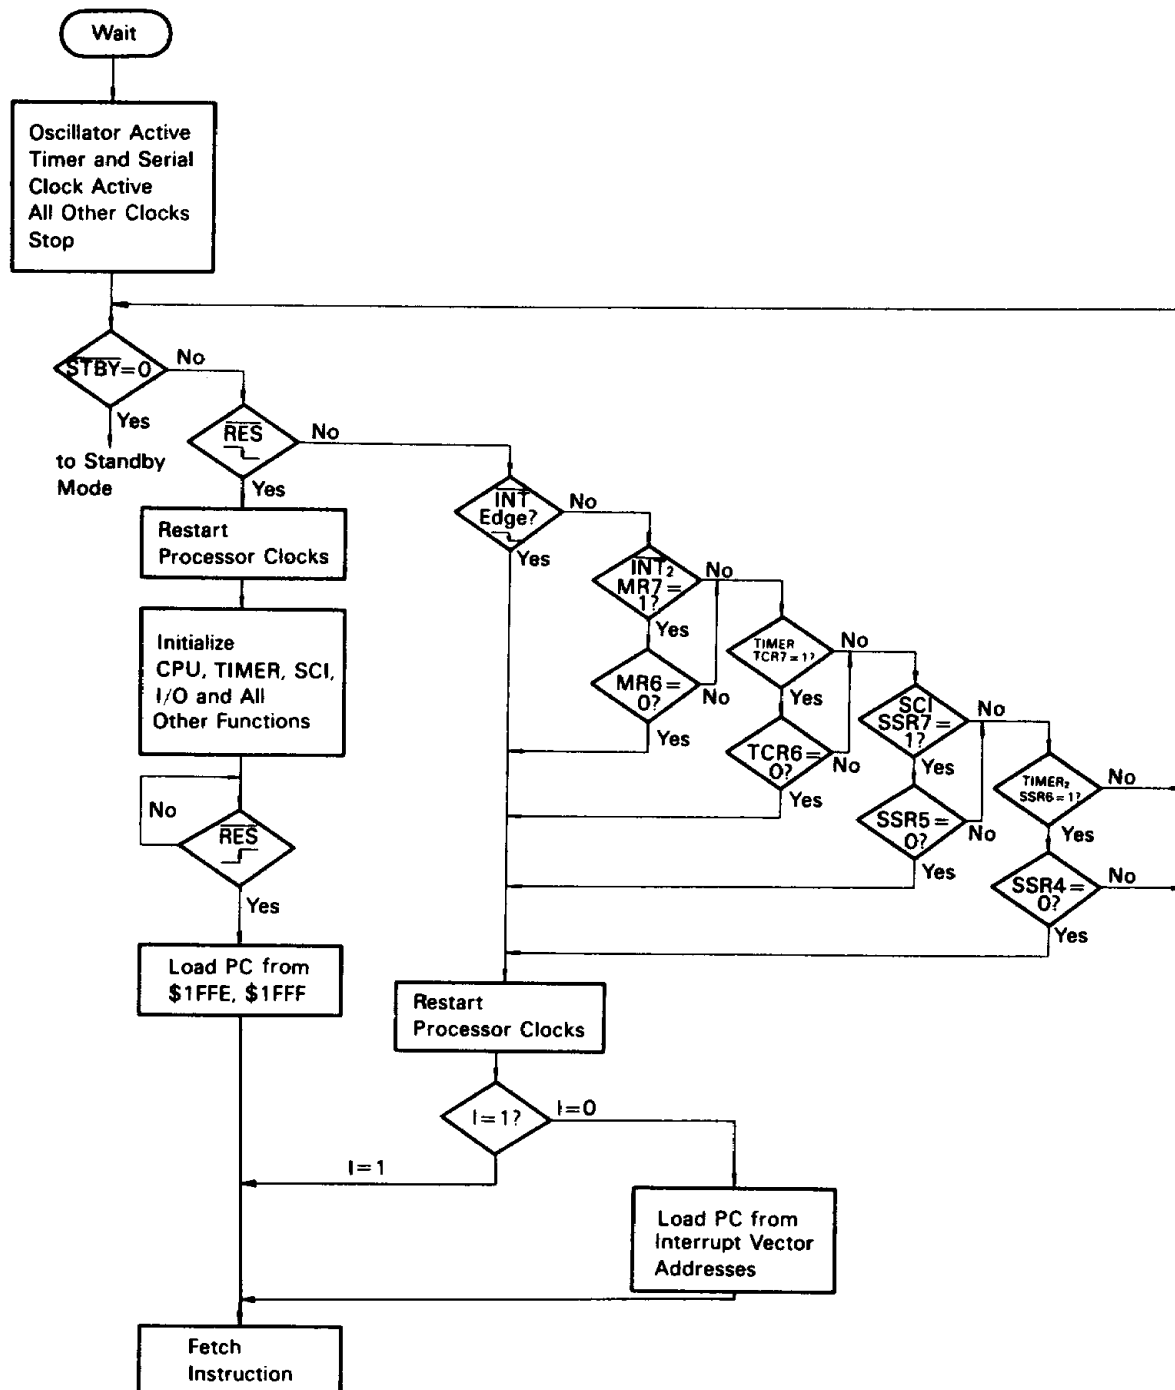 Wait
Oscillator Active
Timer and Serial
Clock Active
All Other Clocks
Stop
STBY=0
No
Yes
to Standby
Mode
RES
No
Yes
Restart
Processor Clocks
Initialize
CPU, TIMER, SCI,
I/O and All
Other Functions
No
RES
Yes
Load PC from
$1FFE, $1FFF
INT
Edge?
No
Yes
INT2
MR7=
1?
No
Yes
MR6=
0?
No
Yes
TIMER
TCR7=1?
No
Yes
TCR6=
0?
No
Yes
SCI
SSR7=
1?
No
Yes
SSR5=
0?
No
Yes
TIMER2
SSR6=1?
No
Yes
SSR4=
0?
No
Yes
Restart
Processor Clocks
I=1?
I=0
I=1
Load PC from
Interrupt Vector
Addresses
Fetch
Instruction